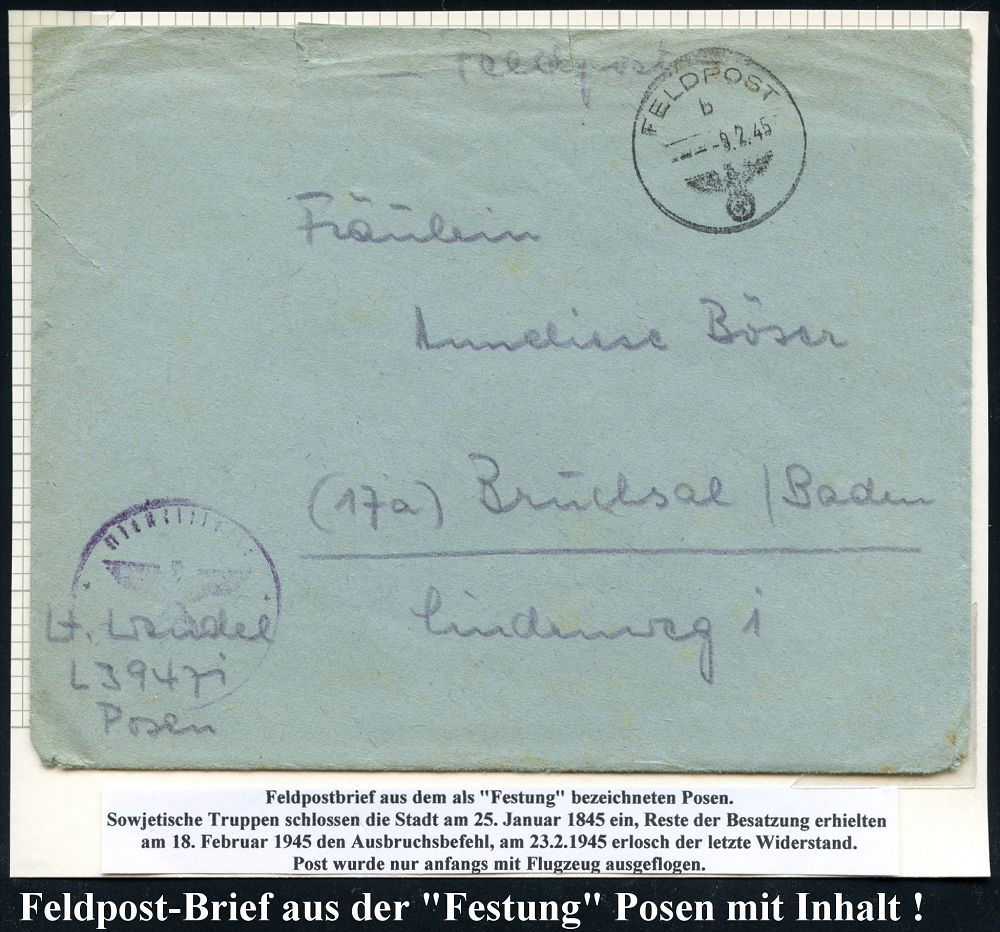 — Feldpost —
FELDPOST
b
-9.2.45
Fräulein
Anneliese Böser
(17a) Bruchsal / Baden
Lindenweg 1
Lt. Wendel
L39471
Posen
Feldpostbrief aus dem als "Festung" bezeichneten Posen.
Sowjetische Truppen schlossen die Stadt am 25. Januar 1845 ein, Reste der Besatzung erhielten
am 18. Februar 1945 den Ausbruchsbefehl, am 23.2.1945 erlosch der letzte Widerstand.
Post wurde nur anfangs mit Flugzeug ausgeflogen.
Feldpost-Brief aus der "Festung" Posen mit Inhalt !